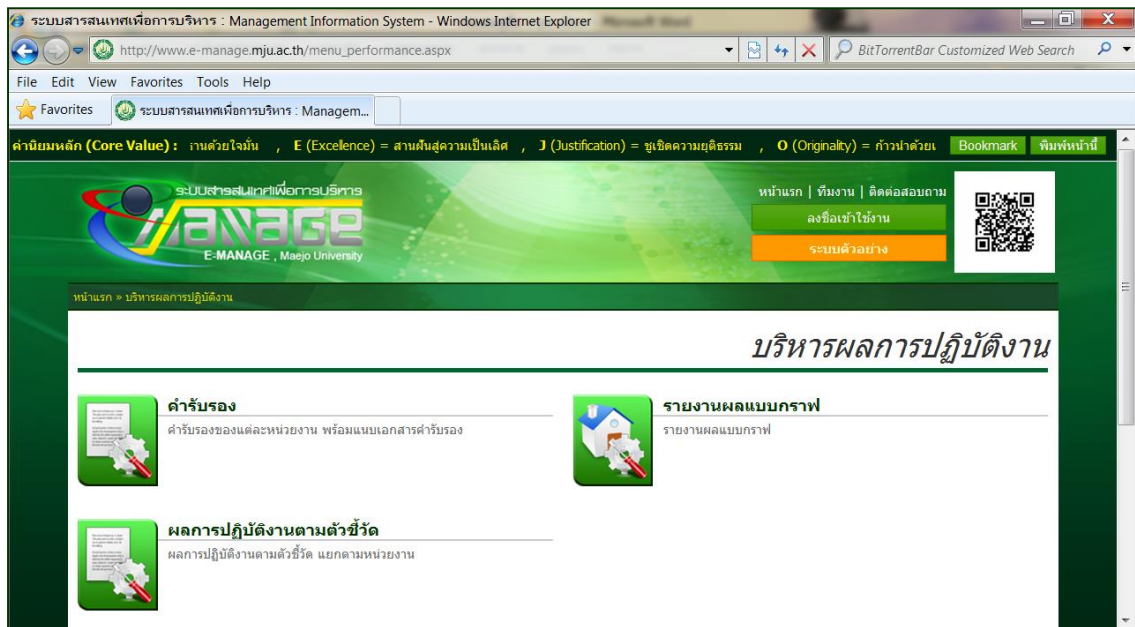 ระบบสารสนเทศเพื่อการบริหาร : Management Information System - Windows Internet Explorer
http://www.e-manage.mju.ac.th/menu_performance.aspx
BitTorrentBar Customized Web Search
File Edit View Favorites Tools Help
Favorites ระบบสารสนเทศเพื่อการบริหาร : Managem...
ค่านิยมหลัก (Core Value) : านด้วยใจมั่น , E (Excellence) = สานฝันสู่ความเป็นเลิศ , J (Justification) = ชูเชิดความยุติธรรม , O (Originality) = ก้าวนำด้วยเ Bookmark พิมพ์หน้านี้
ระบบสารสนเทศเพื่อการบริหาร
MANAGE
E-MANAGE , Maejo University
หน้าแรก | ทีมงาน | ติดต่อสอบถาม
ลงชื่อเข้าใช้งาน
ระบบตัวอย่าง
หน้าแรก » บริหารผลการปฏิบัติงาน
บริหารผลการปฏิบัติงาน
คำรับรอง
คำรับรองของแต่ละหน่วยงาน พร้อมแนบเอกสารคำรับรอง
รายงานผลแบบกราฟ
รายงานผลแบบกราฟ
ผลการปฏิบัติงานตามตัวชี้วัด
ผลการปฏิบัติงานตามตัวชี้วัด แยกตามหน่วยงาน